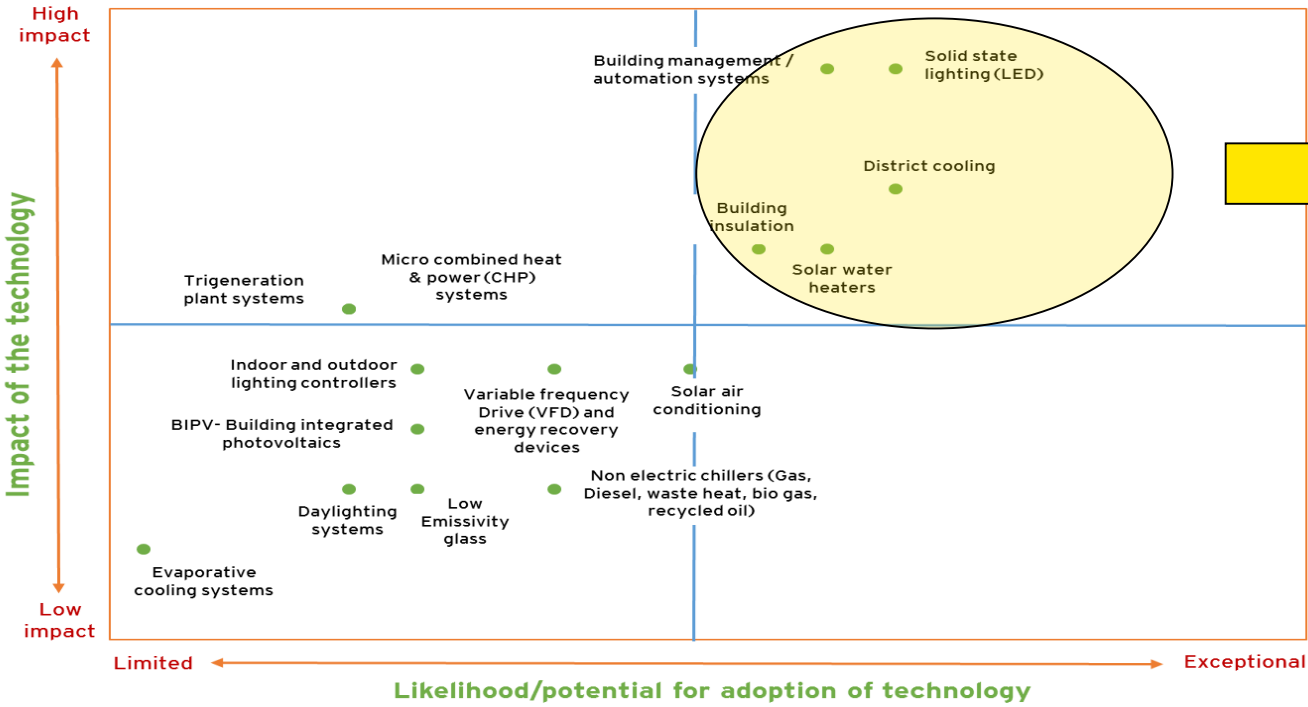 High
impact
Building management /
automation systems
Solid state
lighting (LED)
District cooling
Building
insulation
Solar water
heaters
Micro combined heat
& power (CHP)
systems
Trigeneration
plant systems
Impact of the technology
Indoor and outdoor
lighting controllers
Variable frequency
Drive (VFD) and
energy recovery
devices
Solar air
conditioning
BIPV- Building integrated
photovoltaics
Non electric chillers (Gas,
Diesel, waste heat, bio gas,
recycled oil)
Daylighting
systems
Low
Emissivity
glass
Evaporative
cooling systems
Low
impact
Limited
Exceptional
Likelihood/potential for adoption of technology